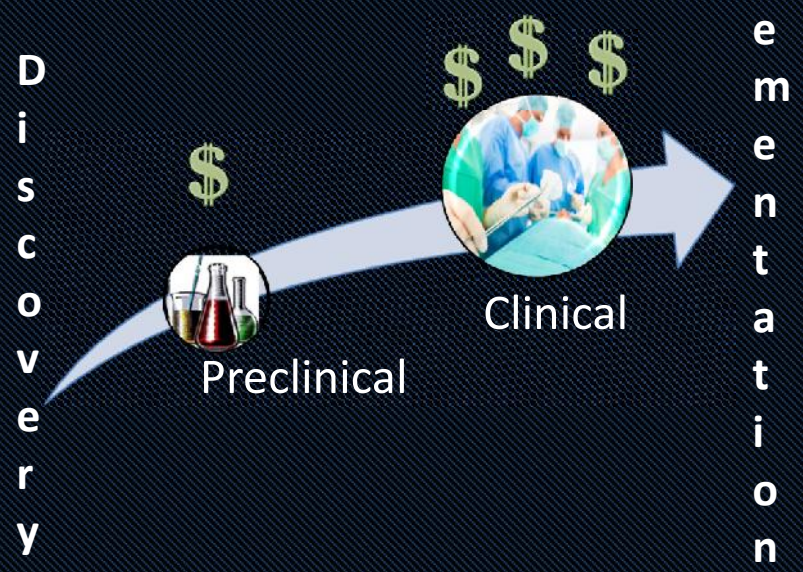 Discovery
$
$ $ $
Preclinical
Clinical
ementation